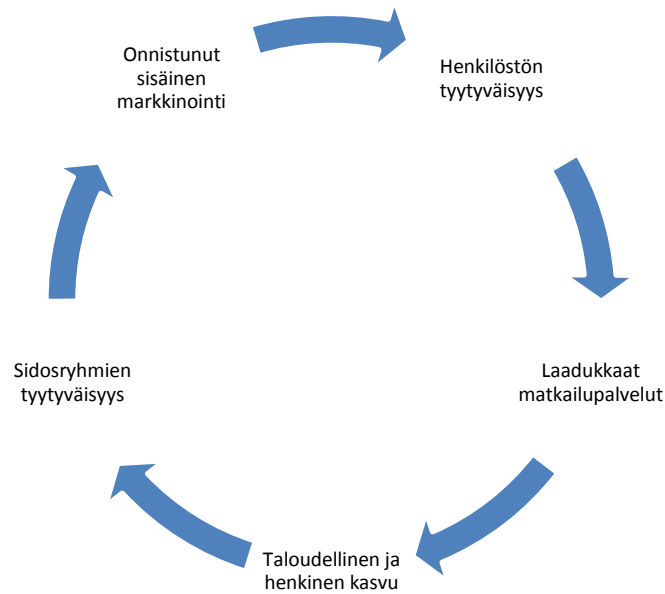 Onnistunut
sisäinen
markkinointi
Henkilöstön
tyytyväisyys
Laadukkaat
matkailupalvelut
Taloudellinen ja
henkinen kasvu
Sidosryhmien
tyytyväisyys